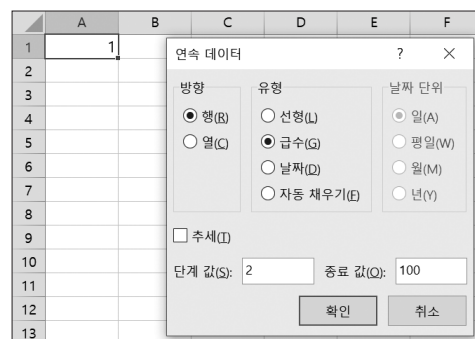 A B C D E F
1 1
2
3
4
5
6
7
8
9
10
11
12
13
연속 데이터 ? ×
방향 유형 날짜 단위
행(R) 선형(L) 일(A)
열(C) 급수(G) 평일(W)
날짜(D) 월(M)
자동 채우기(F) 년(Y)
추세(T)
단계 값(S): 2 종료 값(O): 100
확인 취소